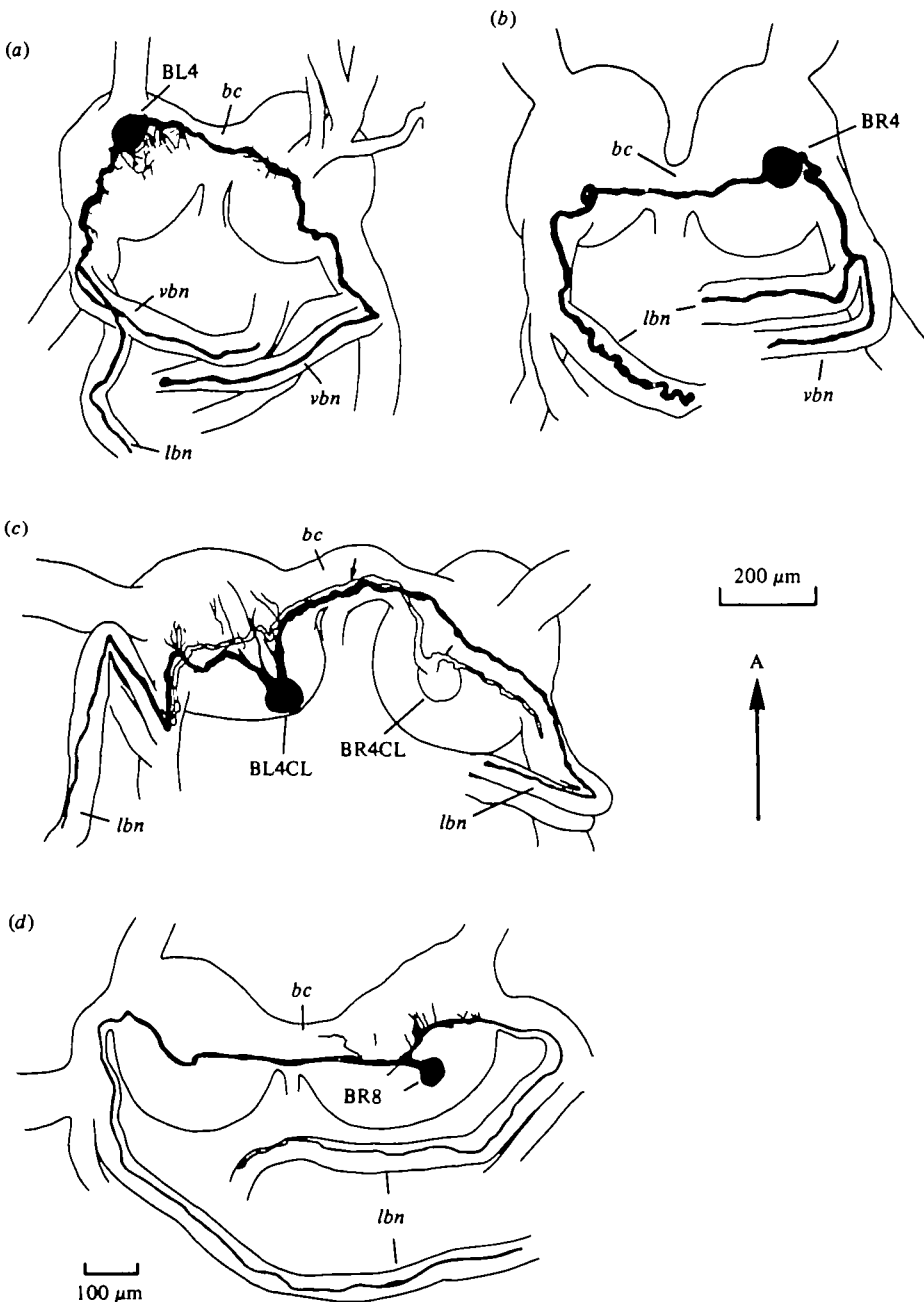 (a)
BL4
bc
vbn
vbn
lbn
(b)
BR4
bc
lbn
vbn
(c)
bc
BL4CL
BR4CL
lbn
lbn
200 μm
A
(d)
bc
BR8
lbn
100 μm